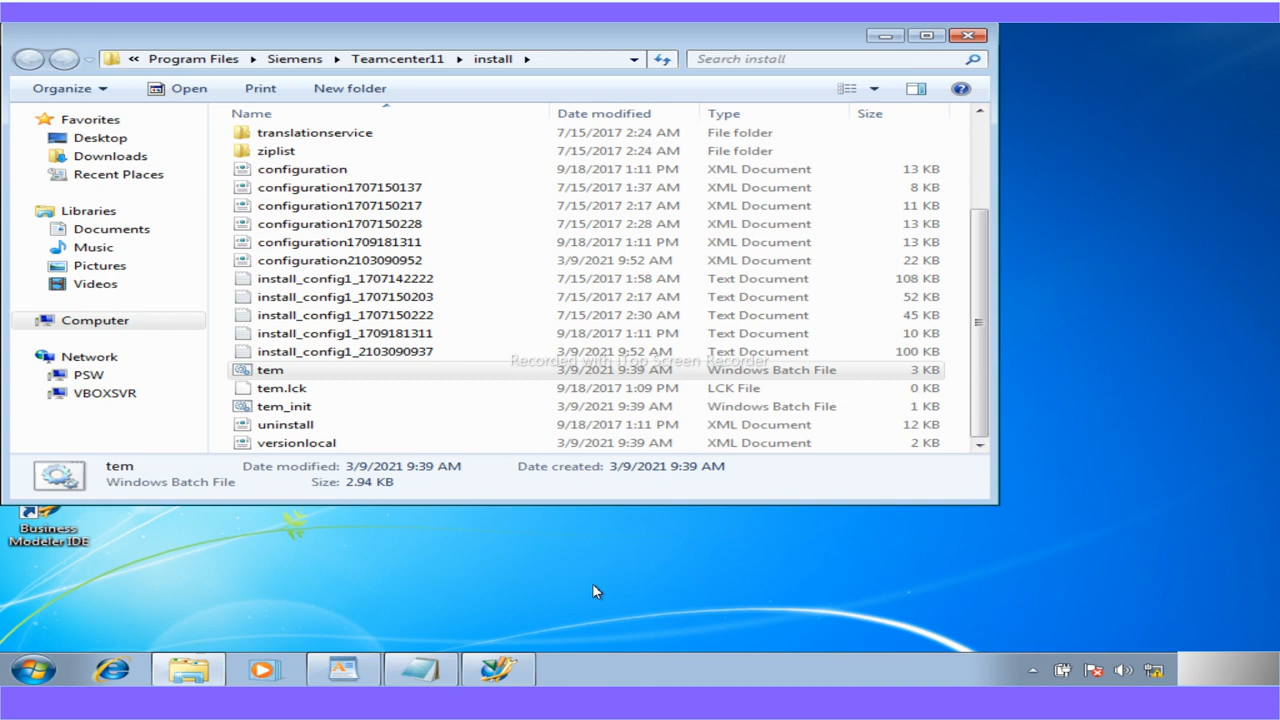 « Program Files Siemens Teamcenter11 install
Search install
Organize Open Print New folder
Name Date modified Type Size
Favorites
Desktop
Downloads
Recent Places
Libraries
Documents
Music
Pictures
Videos
Computer
Network
PSW
VBOXSVR
translationservice 7/15/2017 2:24 AM File folder
ziplist 7/15/2017 2:24 AM File folder
configuration 9/18/2017 1:11 PM XML Document 13 KB
configuration1707150137 7/15/2017 1:37 AM XML Document 8 KB
configuration1707150217 7/15/2017 2:17 AM XML Document 11 KB
configuration1707150228 7/15/2017 2:28 AM XML Document 13 KB
configuration1709181311 9/18/2017 1:11 PM XML Document 13 KB
configuration2103090952 3/9/2021 9:52 AM XML Document 22 KB
install_config1_1707142222 7/15/2017 1:58 AM Text Document 108 KB
install_config1_1707150203 7/15/2017 2:17 AM Text Document 52 KB
install_config1_1707150222 7/15/2017 2:30 AM Text Document 45 KB
install_config1_1709181311 9/18/2017 1:11 PM Text Document 10 KB
install_config1_2103090937 3/9/2021 9:52 AM Text Document 100 KB
Recorded with iTop Screen Recorder
tem 3/9/2021 9:39 AM Windows Batch File 3 KB
tem.lck 9/18/2017 1:09 PM LCK File 0 KB
tem_init 3/9/2021 9:39 AM Windows Batch File 1 KB
uninstall 9/18/2017 1:11 PM XML Document 12 KB
versionlocal 3/9/2021 9:39 AM XML Document 2 KB
tem Date modified: 3/9/2021 9:39 AM Date created: 3/9/2021 9:39 AM
Windows Batch File Size: 2.94 KB
Business
Modeler IDE